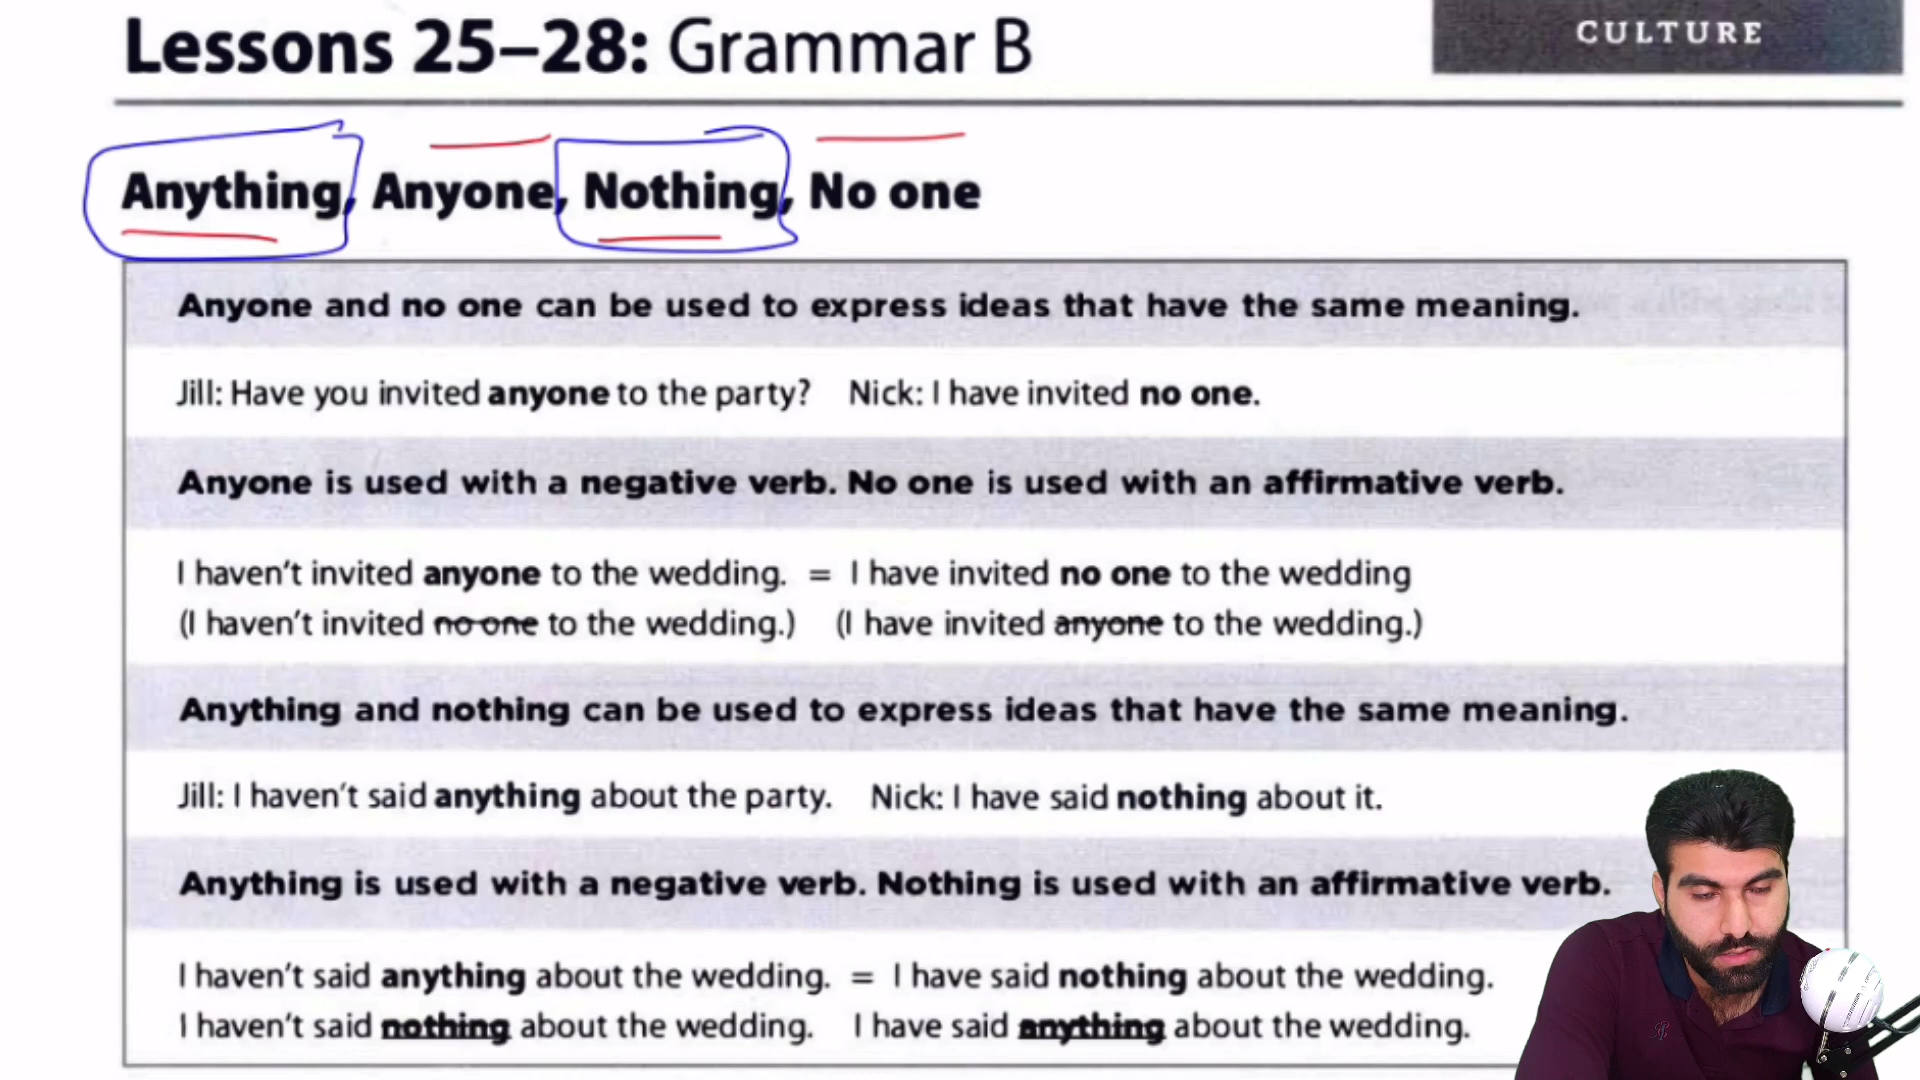 Lessons 25–28: Grammar B
CULTURE
Anything, Anyone, Nothing, No one
Anyone and no one can be used to express ideas that have the same meaning.
Jill: Have you invited anyone to the party? Nick: I have invited no one.
Anyone is used with a negative verb. No one is used with an affirmative verb.
I haven't invited anyone to the wedding. = I have invited no one to the wedding
(I haven't invited no one to the wedding.) (I have invited anyone to the wedding.)
Anything and nothing can be used to express ideas that have the same meaning.
Jill: I haven't said anything about the party. Nick: I have said nothing about it.
Anything is used with a negative verb. Nothing is used with an affirmative verb.
I haven't said anything about the wedding. = I have said nothing about the wedding.
I haven't said nothing about the wedding. I have said anything about the wedding.